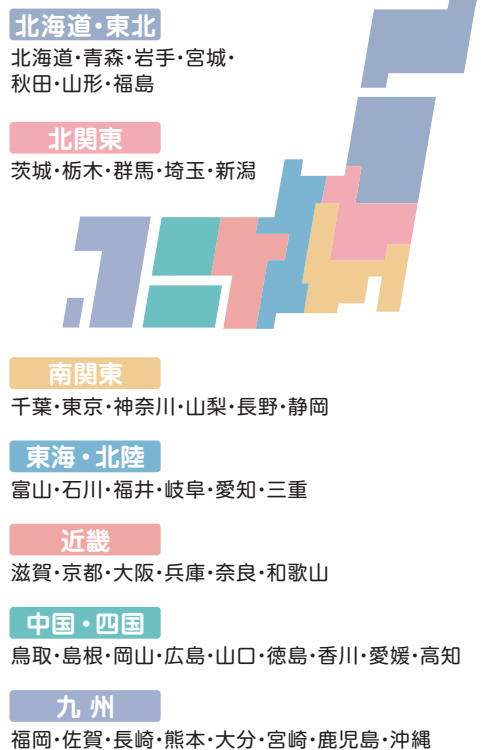 北海道・東北
北海道・青森・岩手・宮城・
秋田・山形・福島
北関東
茨城・栃木・群馬・埼玉・新潟
南関東
千葉・東京・神奈川・山梨・長野・静岡
東海・北陸
富山・石川・福井・岐阜・愛知・三重
近畿
滋賀・京都・大阪・兵庫・奈良・和歌山
中国・四国
鳥取・島根・岡山・広島・山口・徳島・香川・愛媛・高知
九州
福岡・佐賀・長崎・熊本・大分・宮崎・鹿児島・沖縄